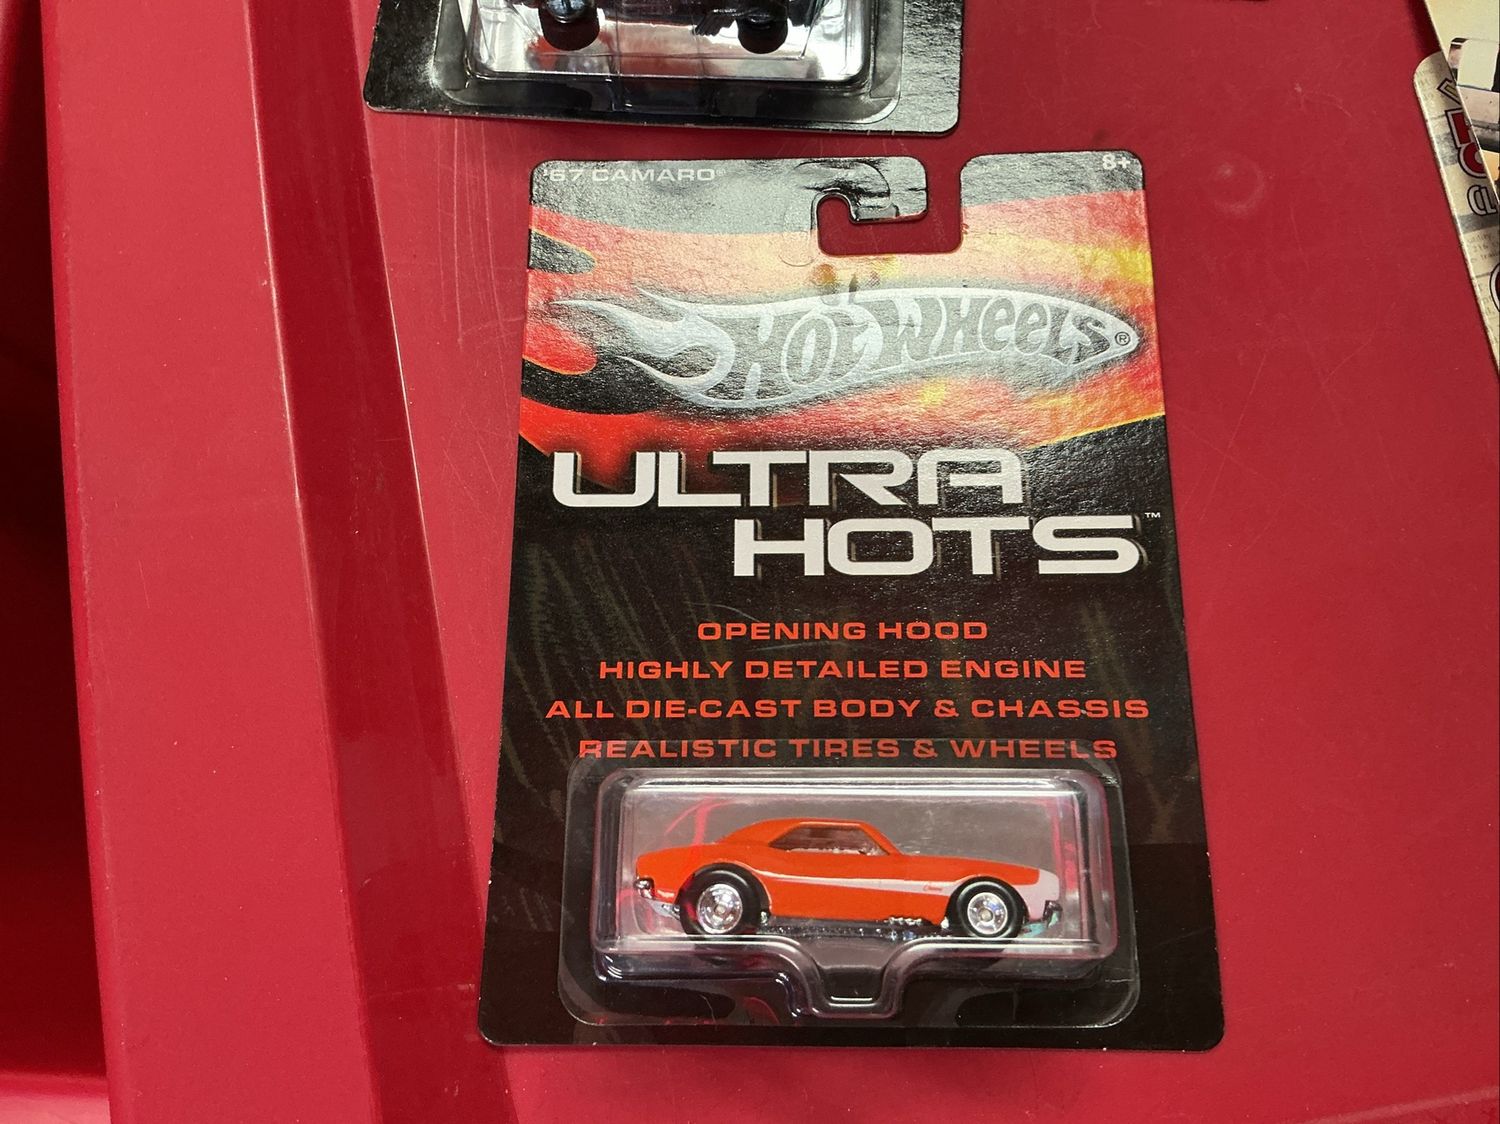 '67 CAMARO®
8+
HOT WHEELS®
ULTRA
HOTS™
OPENING HOOD
HIGHLY DETAILED ENGINE
ALL DIE-CAST BODY & CHASSIS
REALISTIC TIRES & WHEELS